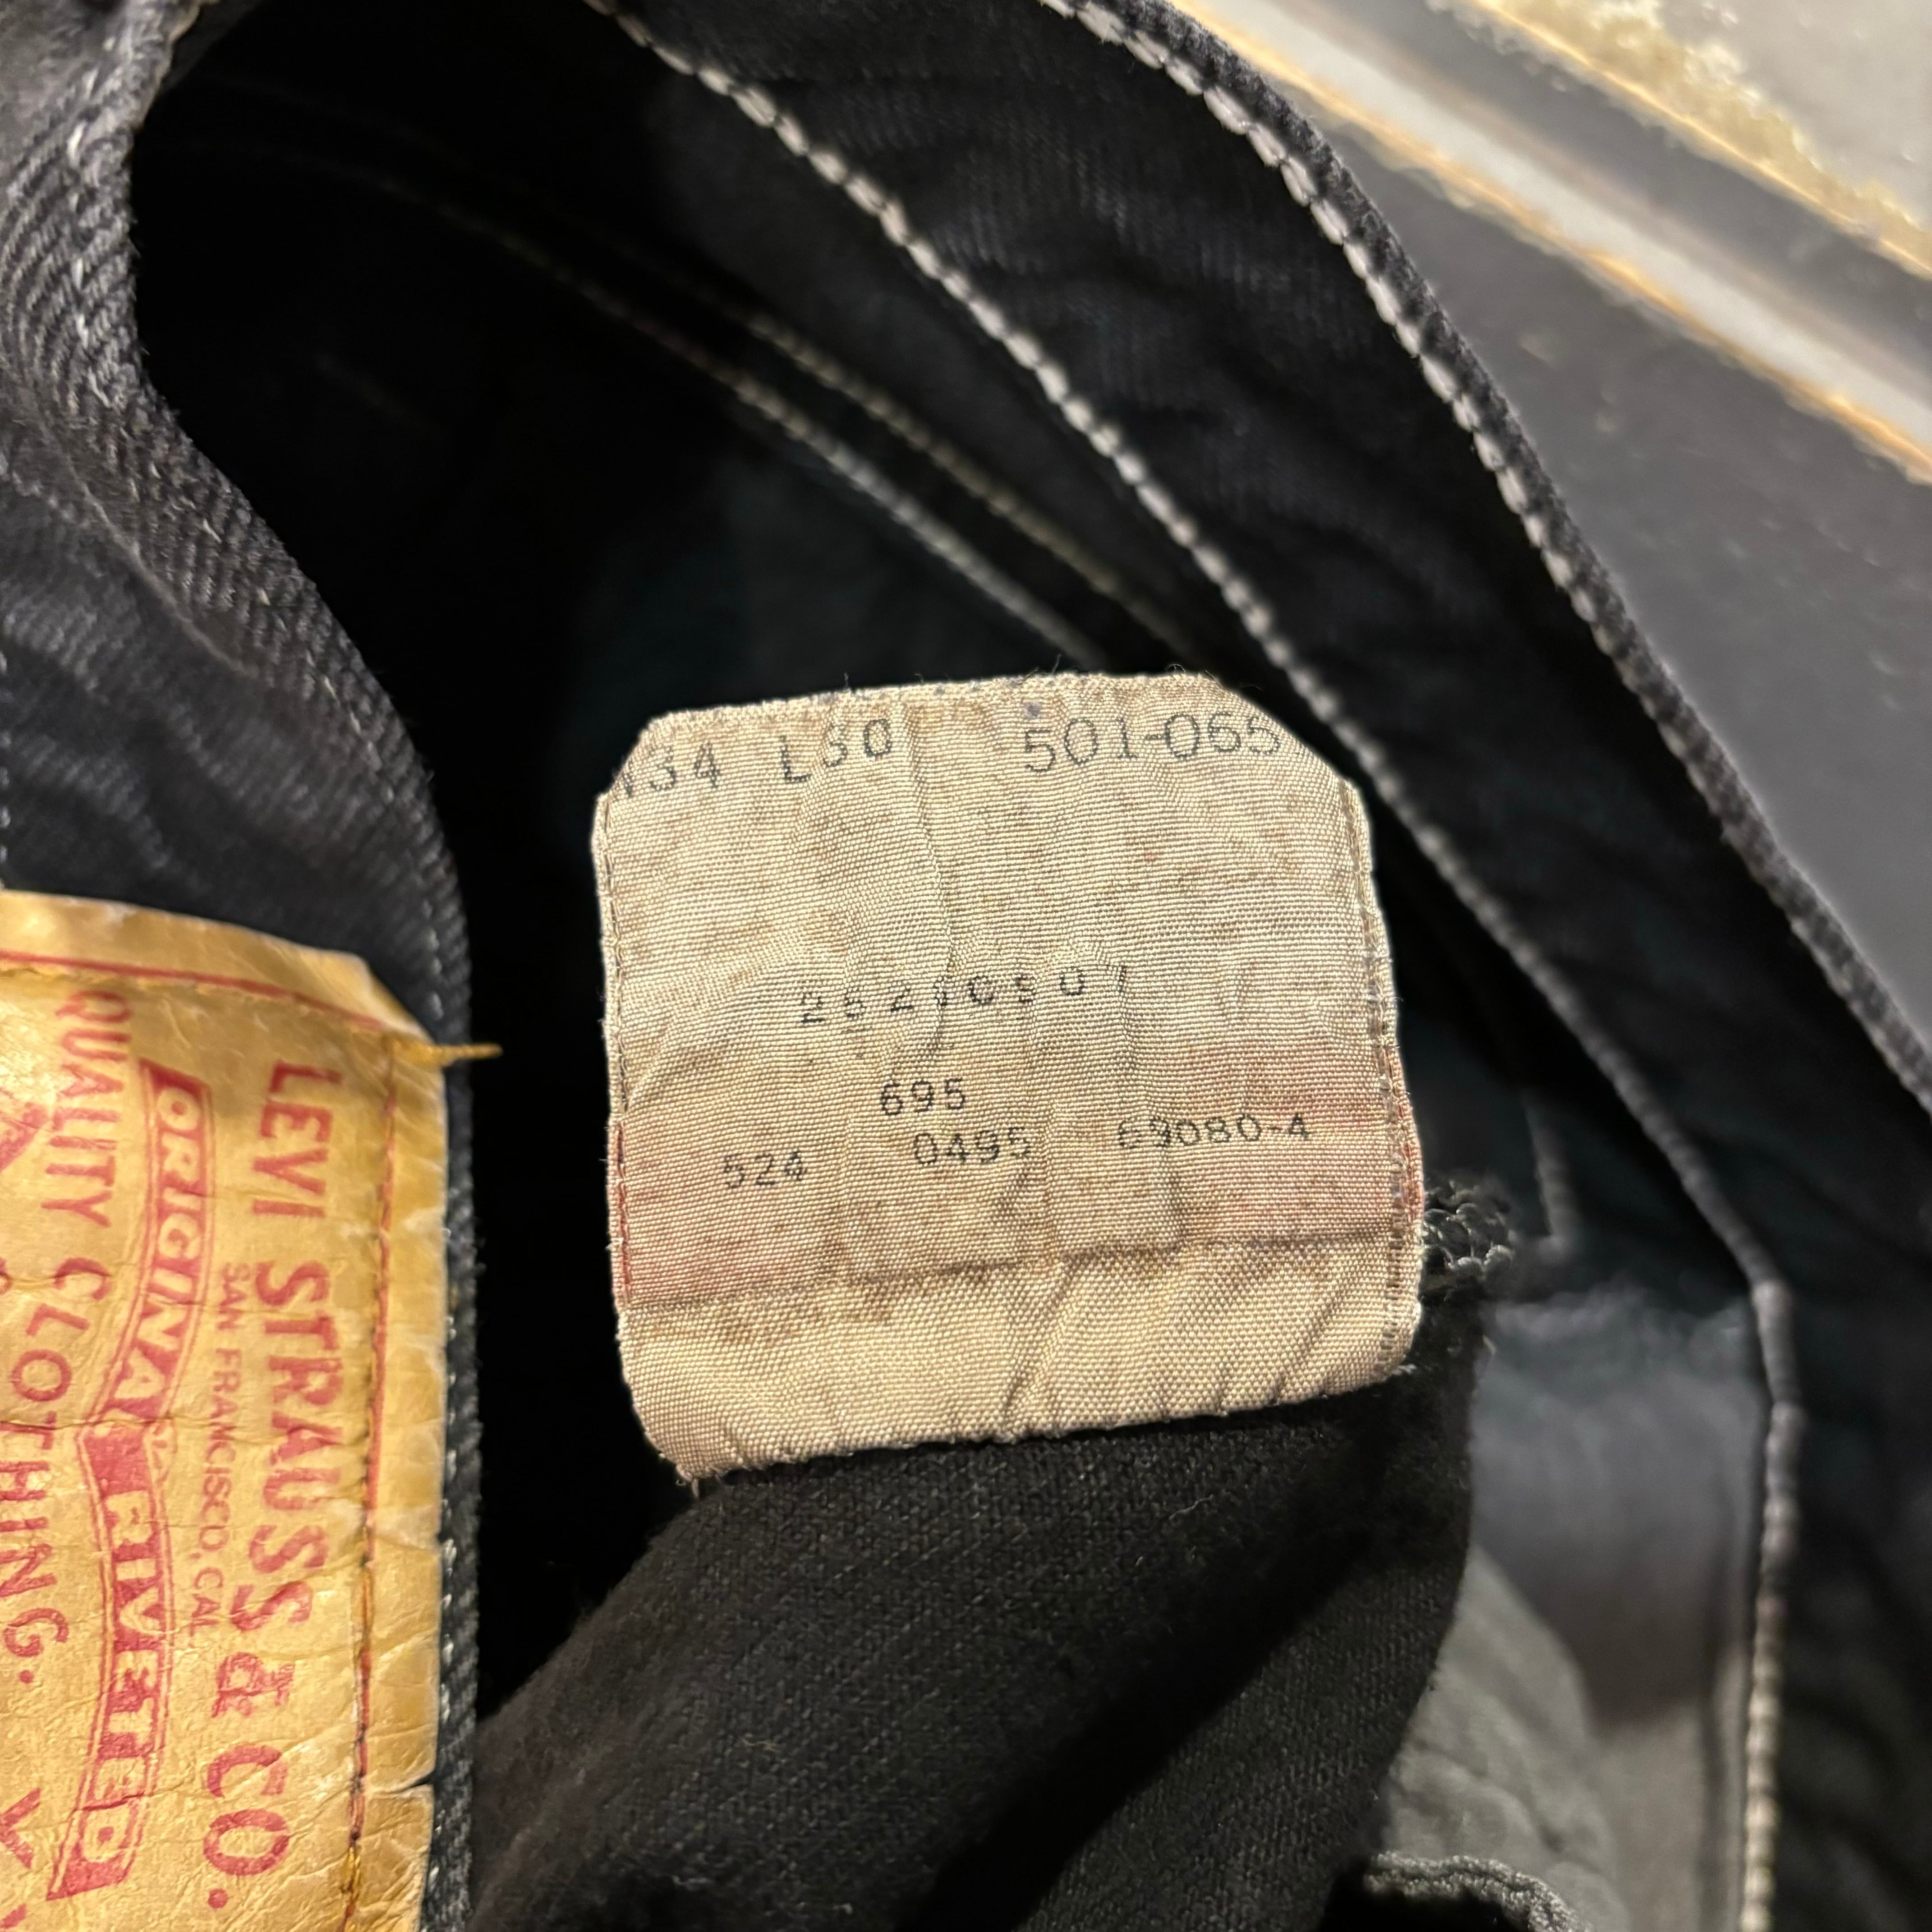 34 L30 501-065
695
0495 69080-4
524
LEVI STRAUSS & CO.
SAN FRANCISCO, CAL
ORIGINAL RIVETED
QUALITY CLOTHING